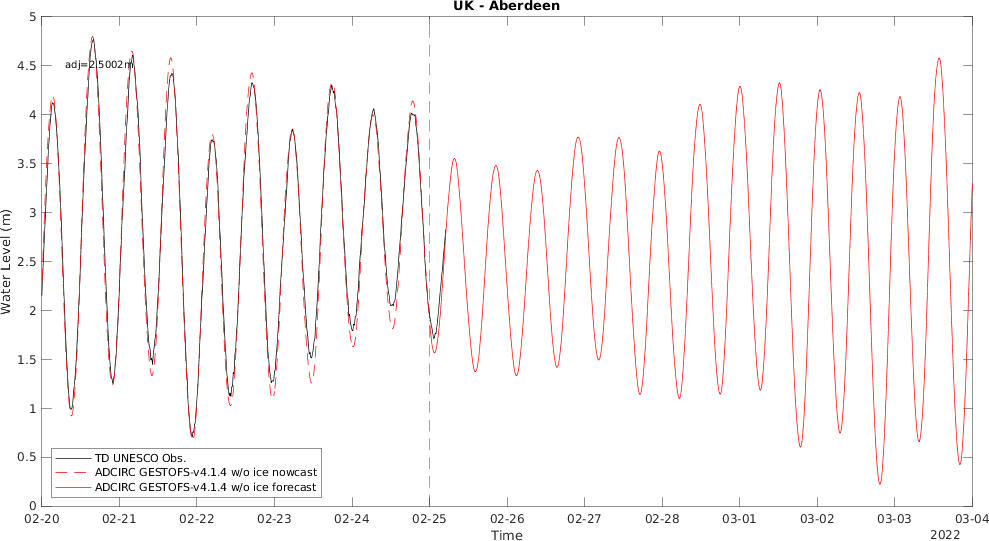 UK - Aberdeen
5
4.5
4
3.5
3
2.5
2
1.5
1
0.5
0
Water Level (m)
adj=2.5002m
TD UNESCO Obs.
ADCIRC GESTOFS-v4.1.4 w/o ice nowcast
ADCIRC GESTOFS-v4.1.4 w/o ice forecast
02-20 02-21 02-22 02-23 02-24 02-25 02-26 02-27 02-28 03-01 03-02 03-03 03-04
Time
2022